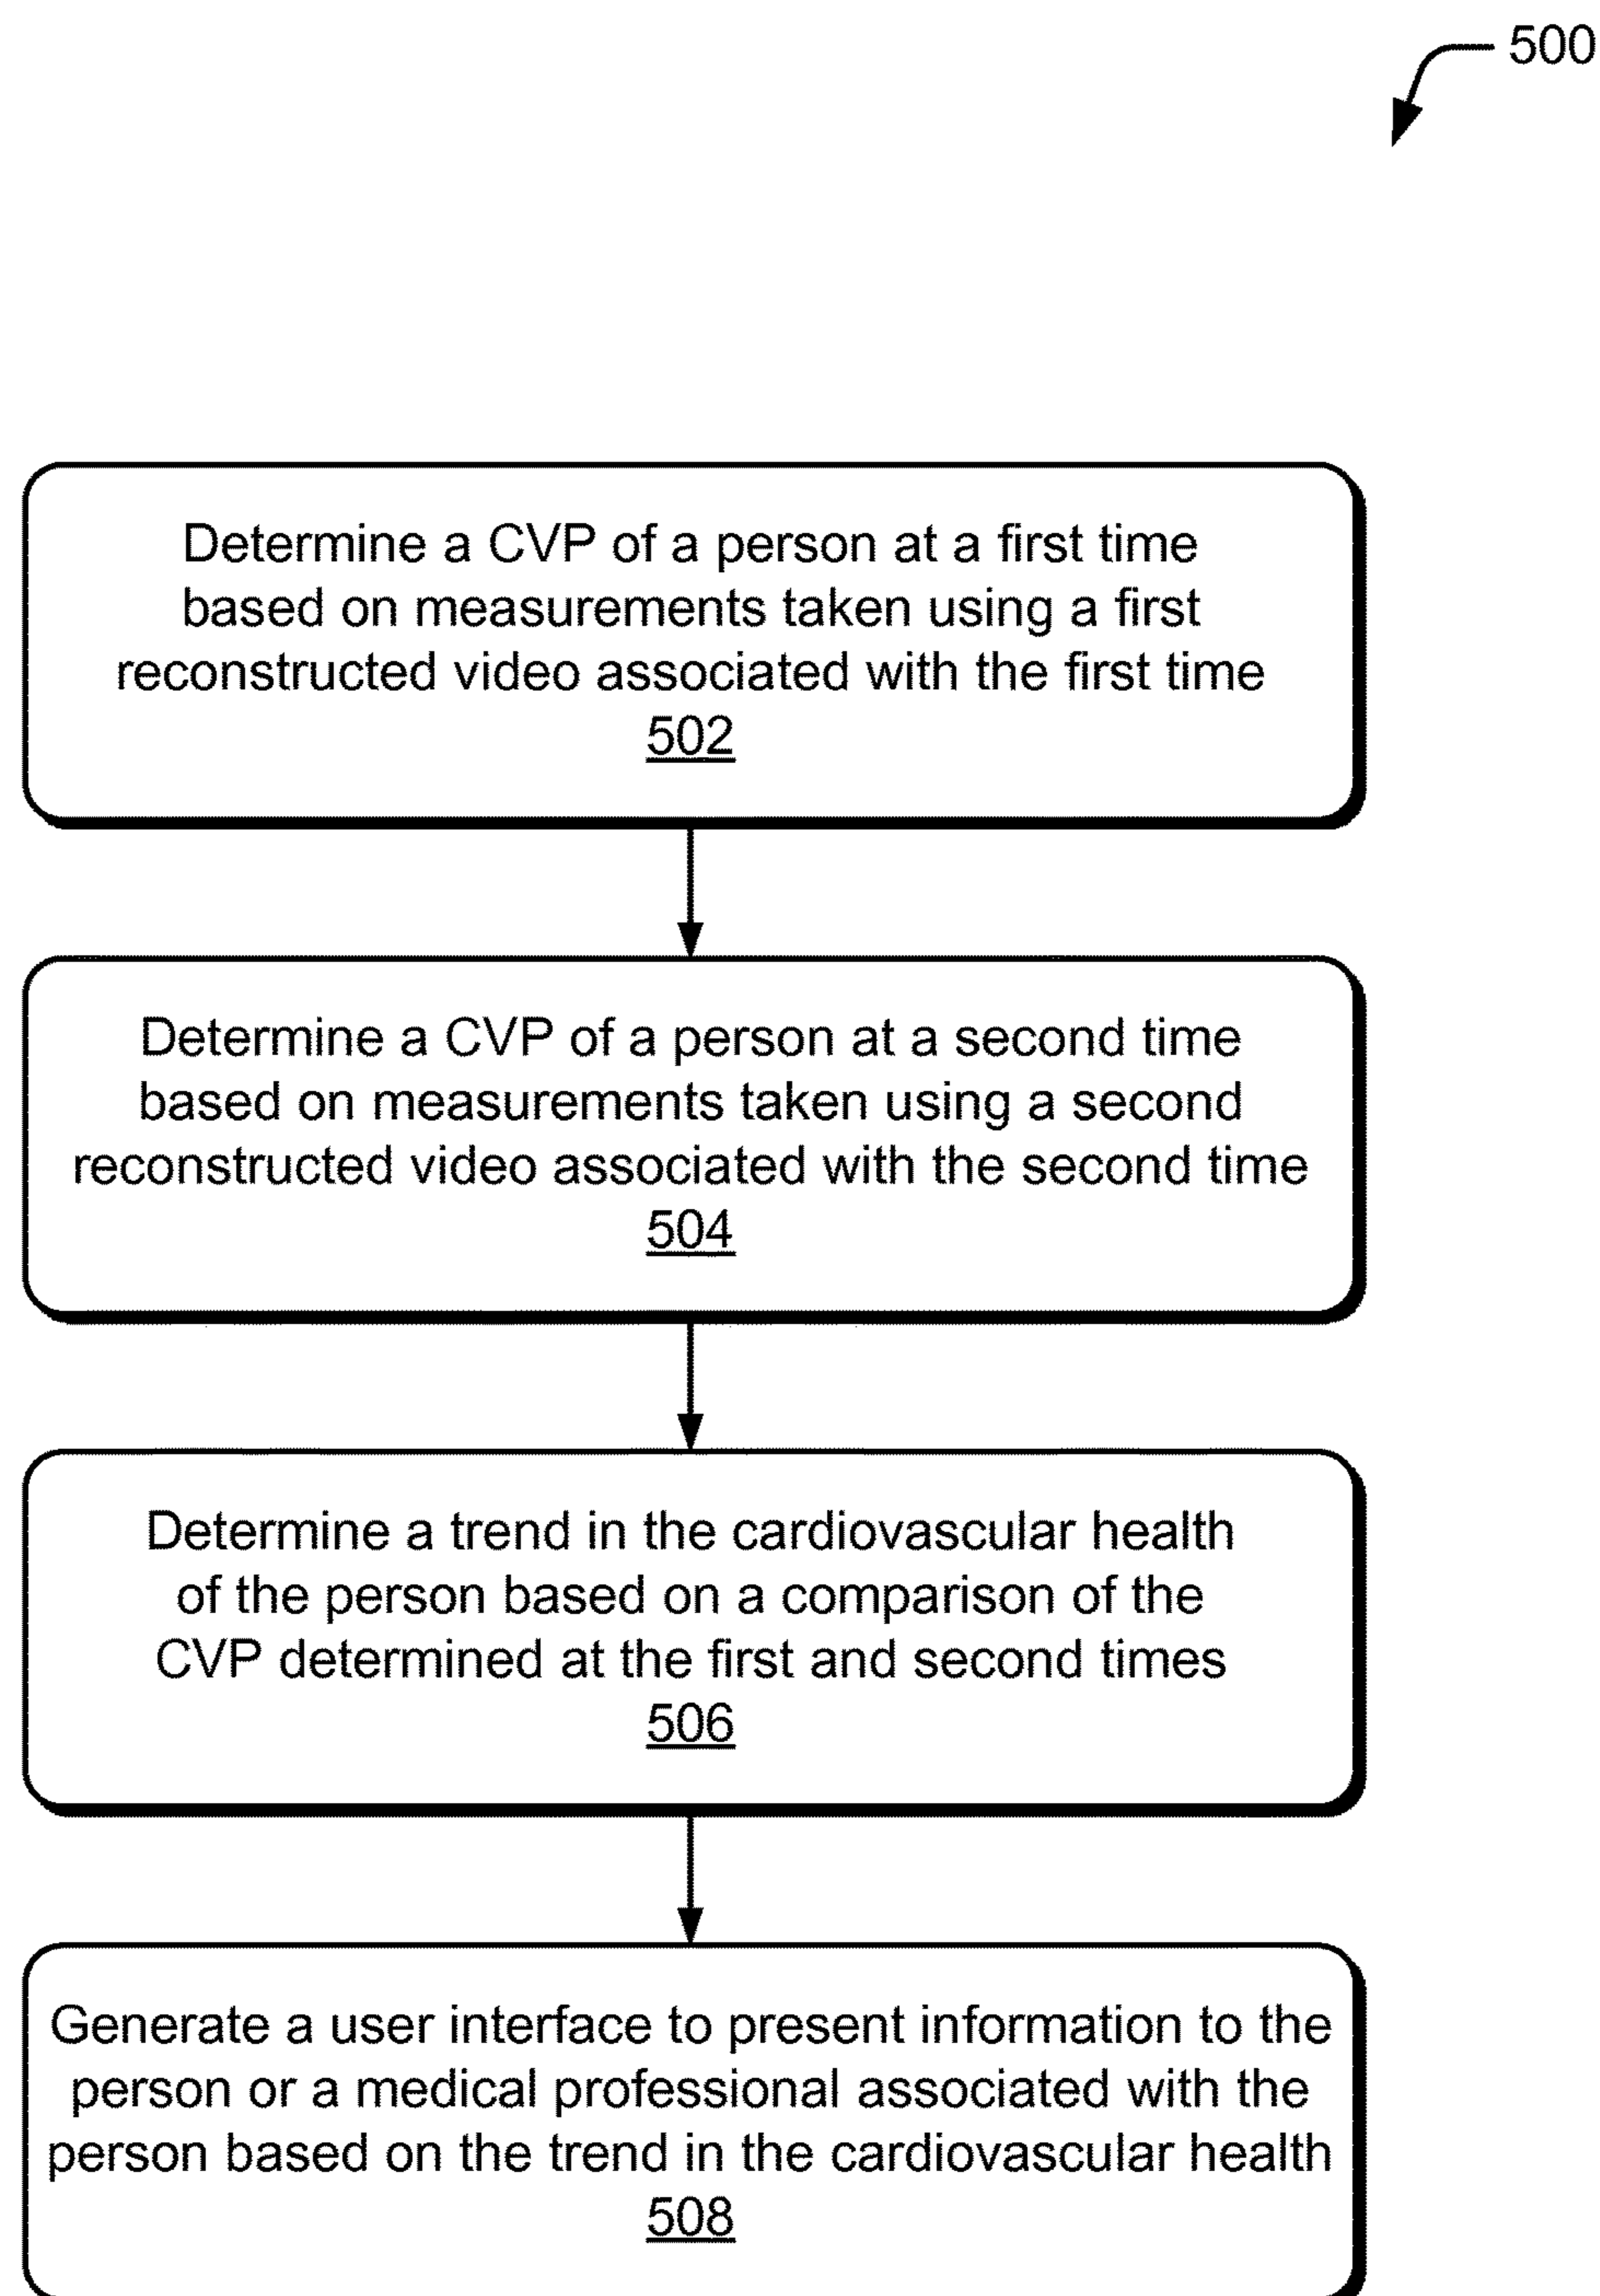 500
Determine a CVP of a person at a first time
based on measurements taken using a first
reconstructed video associated with the first time
502
Determine a CVP of a person at a second time
based on measurements taken using a second
reconstructed video associated with the second time
504
Determine a trend in the cardiovascular health
of the person based on a comparison of the
CVP determined at the first and second times
506
Generate a user interface to present information to the
person or a medical professional associated with the
person based on the trend in the cardiovascular health
508